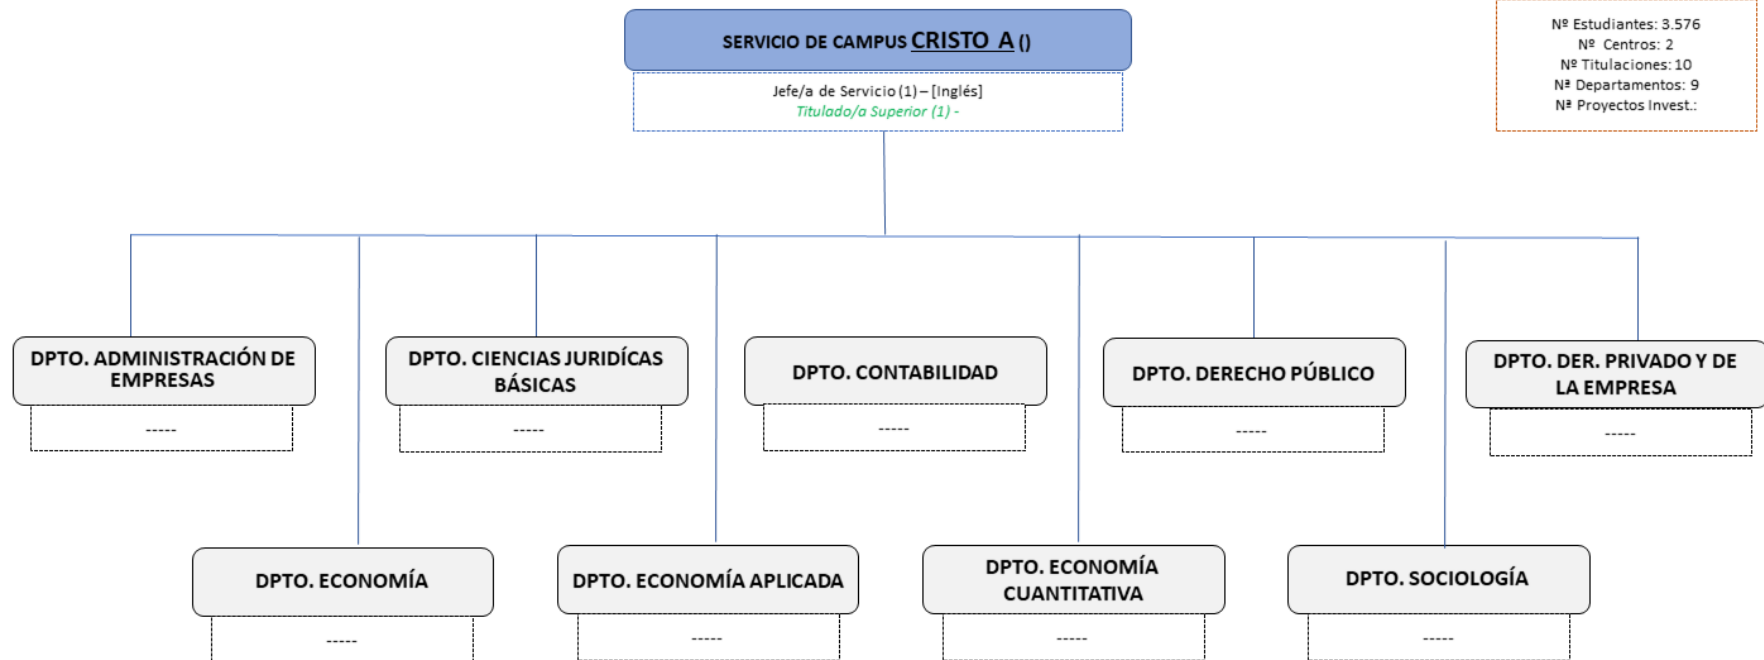 SERVICIO DE CAMPUS CRISTO A ()
Jefe/a de Servicio (1) – [Inglés]
Titulado/a Superior (1) -
Nº Estudiantes: 3.576
Nº Centros: 2
Nº Titulaciones: 10
Nª Departamentos: 9
Nª Proyectos Invest.:
DPTO. ADMINISTRACIÓN DE
EMPRESAS
-----
DPTO. CIENCIAS JURIDÍCAS
BÁSICAS
-----
DPTO. CONTABILIDAD
-----
DPTO. DERECHO PÚBLICO
-----
DPTO. DER. PRIVADO Y DE
LA EMPRESA
-----
DPTO. ECONOMÍA
-----
DPTO. ECONOMÍA APLICADA
-----
DPTO. ECONOMÍA
CUANTITATIVA
-----
DPTO. SOCIOLOGÍA
-----